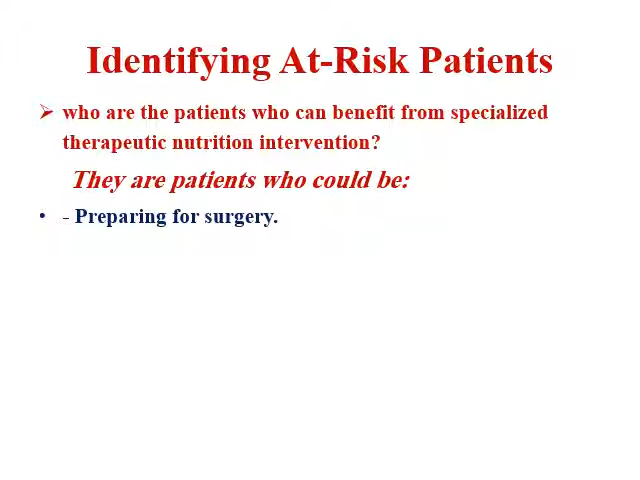 Identifying At-Risk Patients
➢ who are the patients who can benefit from specialized
therapeutic nutrition intervention?
They are patients who could be:
• - Preparing for surgery.